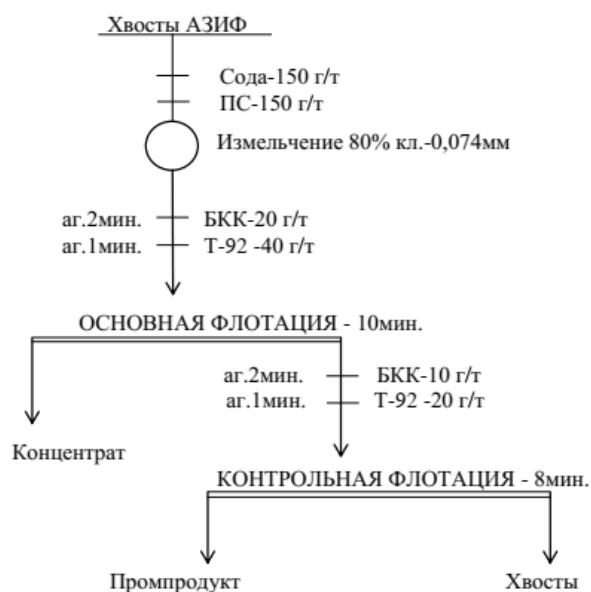 Хвосты АЗИФ
Сода-150 г/т
ПС-150 г/т
Измельчение 80% кл.-0,074мм
аг.2мин. БКК-20 г/т
аг.1мин. Т-92 -40 г/т
ОСНОВНАЯ ФЛОТАЦИЯ - 10мин.
аг.2мин. БКК-10 г/т
аг.1мин. Т-92 -20 г/т
Концентрат
КОНТРОЛЬНАЯ ФЛОТАЦИЯ - 8мин.
Промпродукт Хвосты